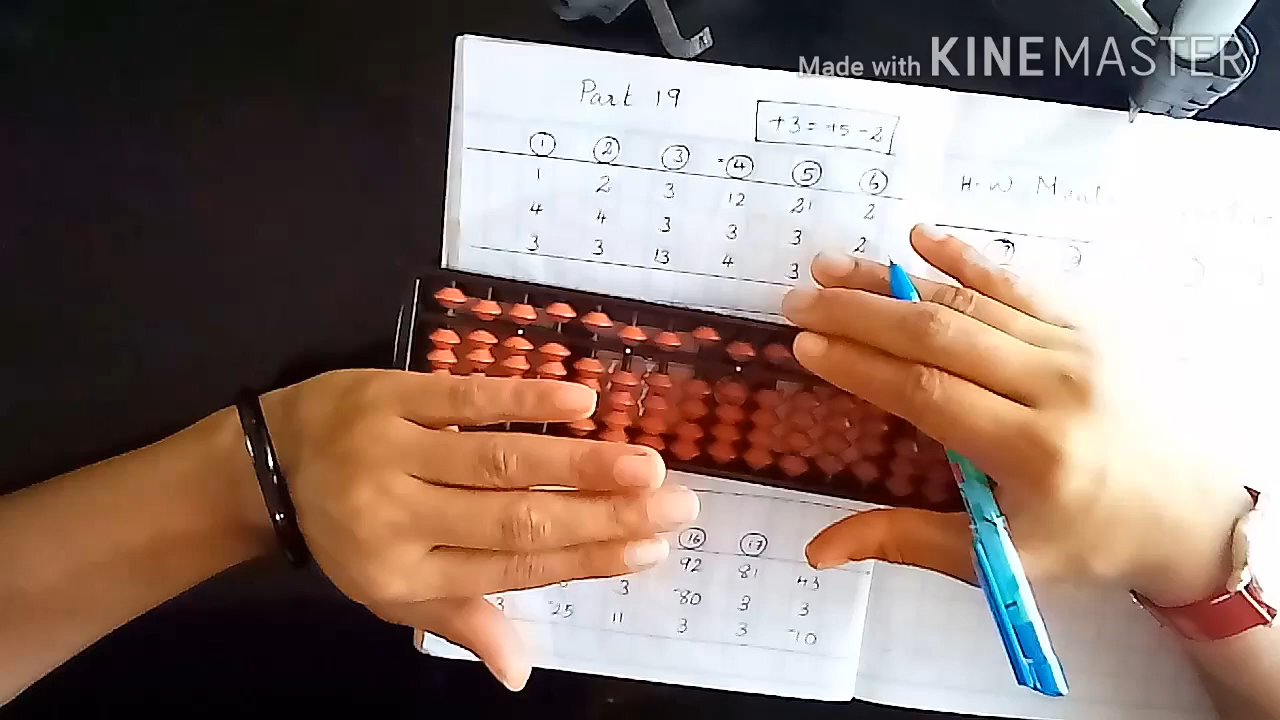 Made with KINEMASTER
Part 19
+3 = +5 - 2
① ② ③ ④ ⑤ ⑥
1 2 3 12 21 2
4 4 3 3 3 2
3 3 13 4 3
H.W
⑯ ⑰
92 81 43
3 -80 3 3
3 -25 11 3 3 -10